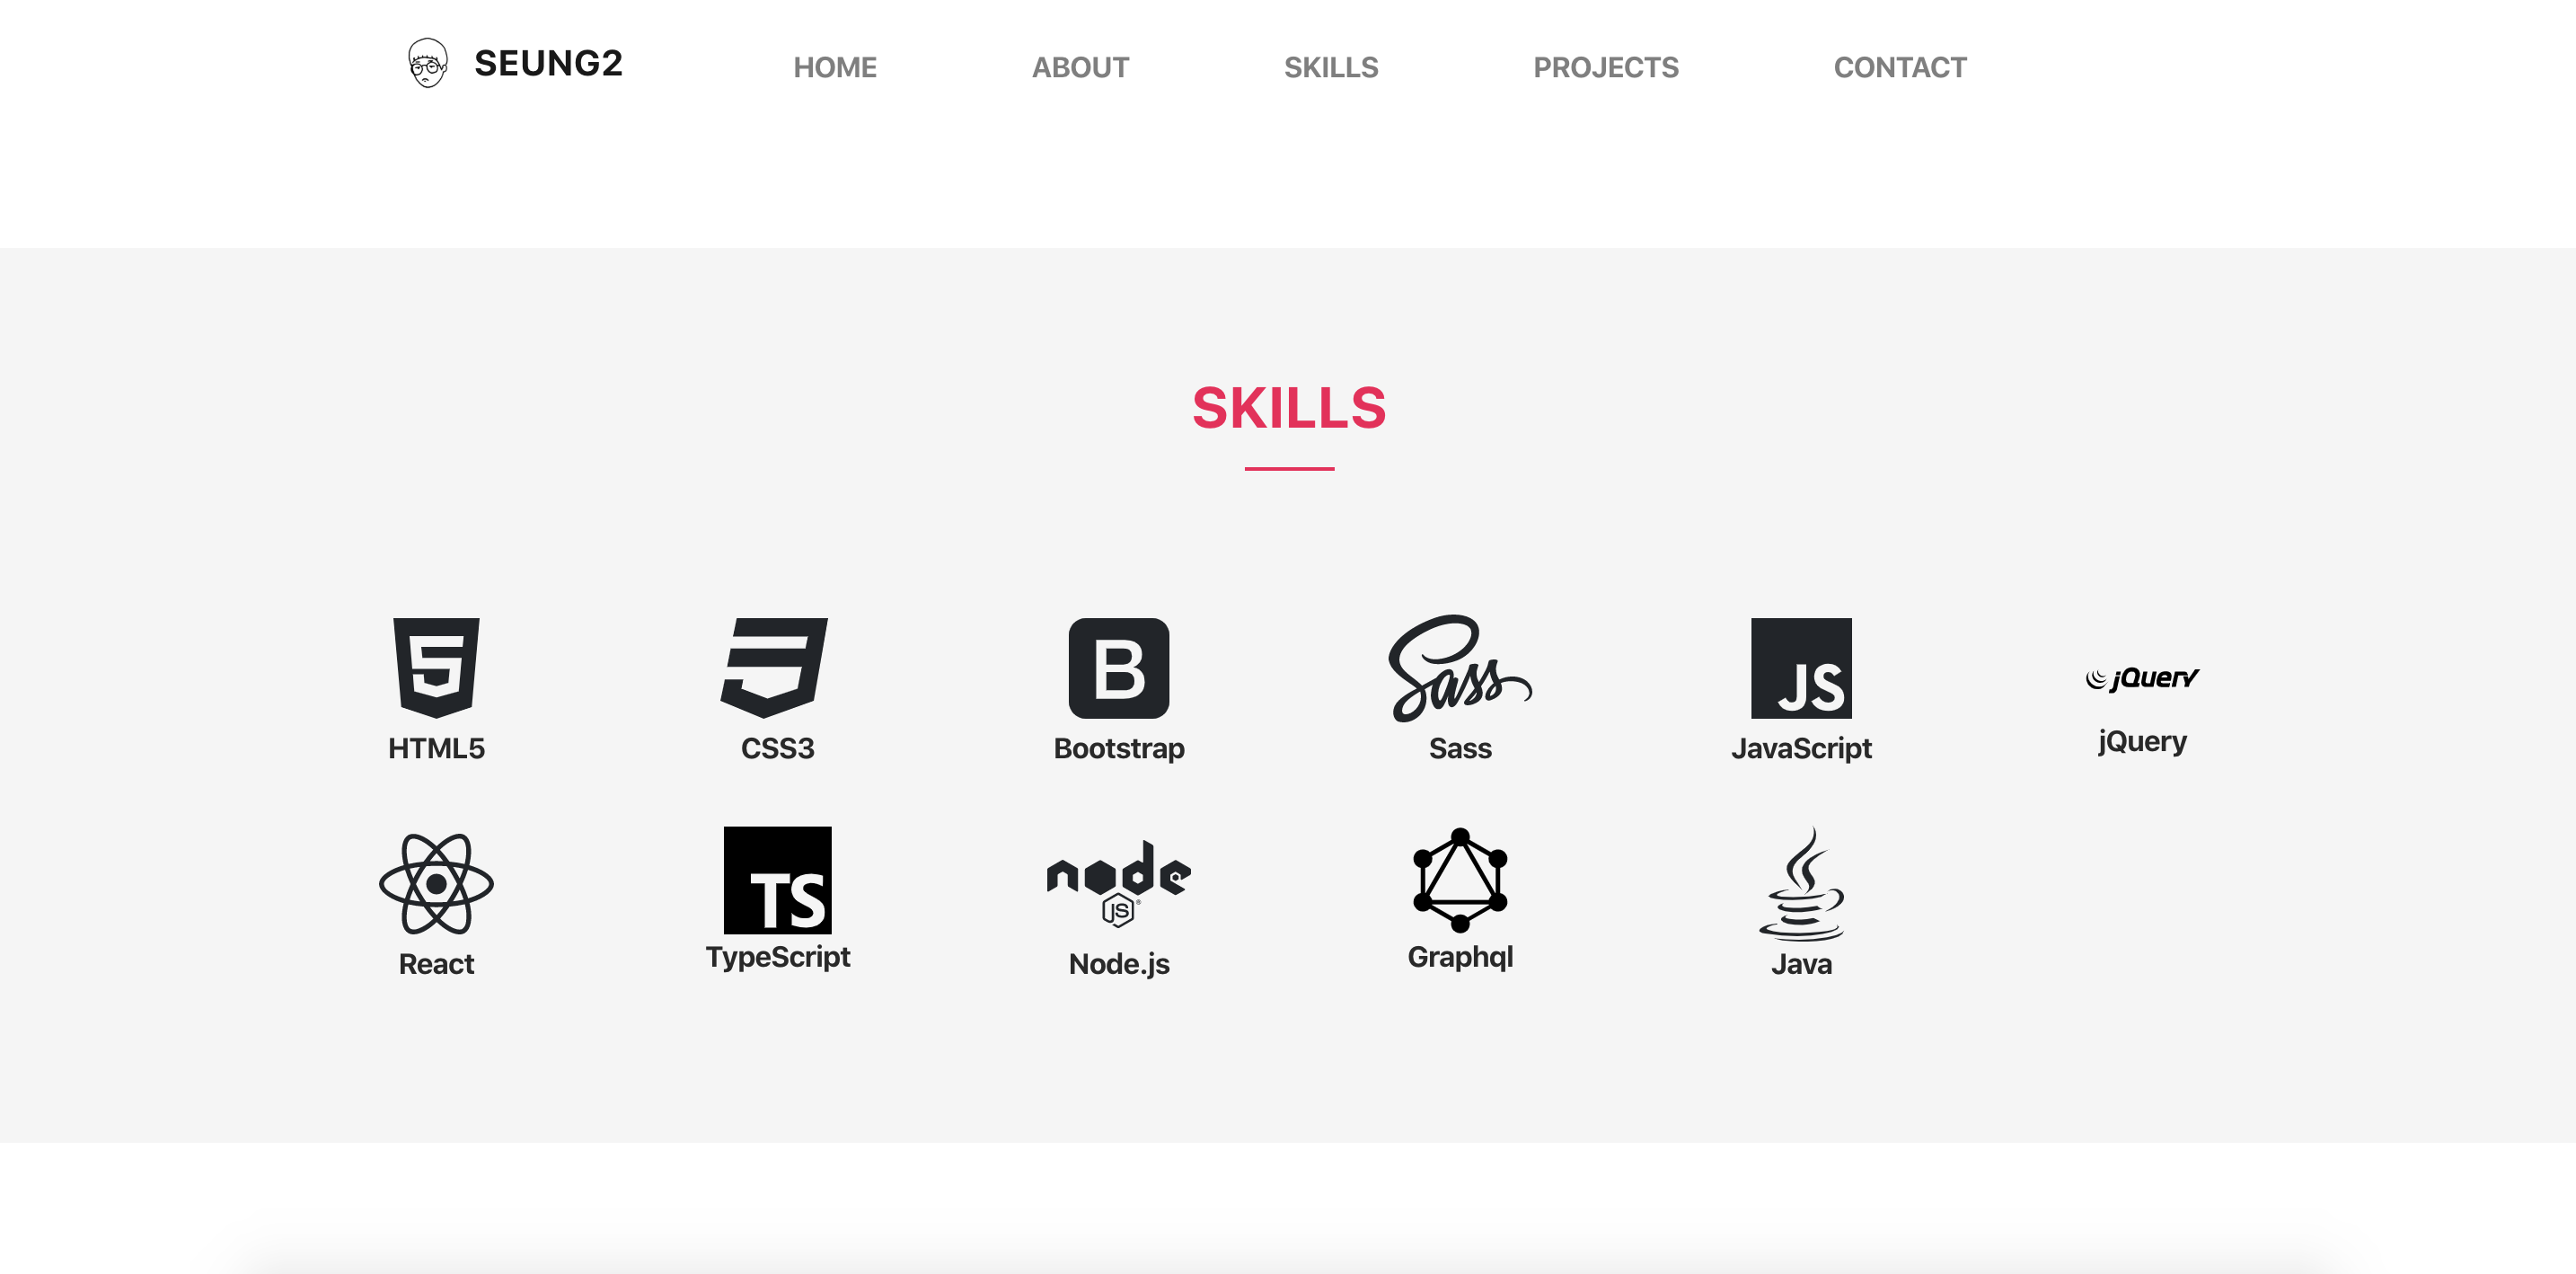 SEUNG2
HOME ABOUT SKILLS PROJECTS CONTACT
SKILLS
5 B Sass JS jQuery
HTML5 CSS3 Bootstrap Sass JavaScript jQuery
TS node JS ®
React TypeScript Node.js Graphql Java